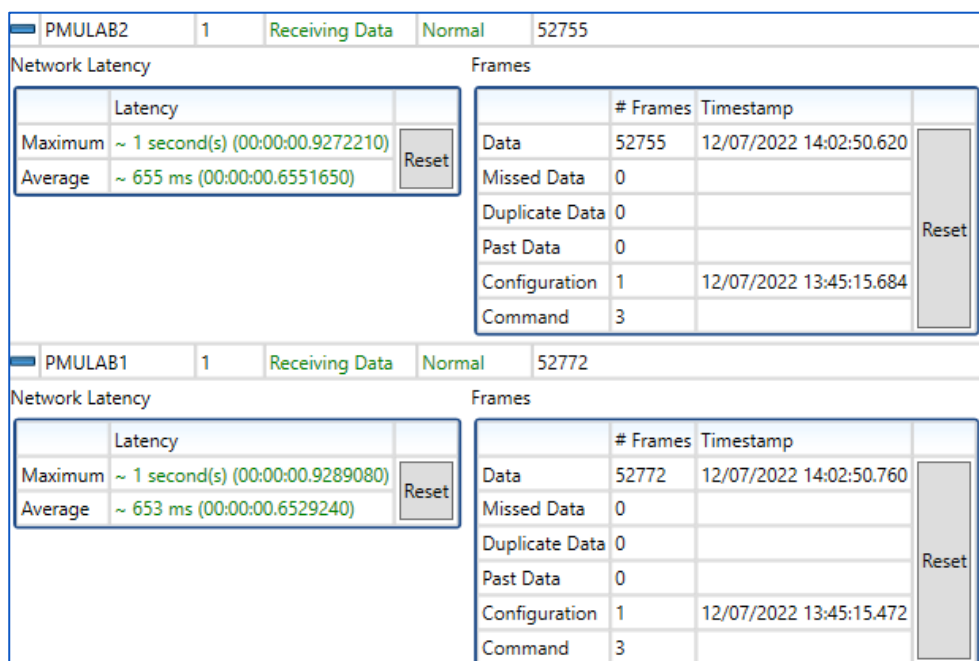 PMULAB2 1 Receiving Data Normal 52755
Network Latency Frames
Latency # Frames Timestamp
Maximum ~ 1 second(s) (00:00:00.9272210) Reset Data 52755 12/07/2022 14:02:50.620
Average ~ 655 ms (00:00:00.6551650) Missed Data 0
Duplicate Data 0
Reset
Past Data 0
Configuration 1 12/07/2022 13:45:15.684
Command 3
PMULAB1 1 Receiving Data Normal 52772
Network Latency Frames
Latency # Frames Timestamp
Maximum ~ 1 second(s) (00:00:00.9289080) Reset Data 52772 12/07/2022 14:02:50.760
Average ~ 653 ms (00:00:00.6529240) Missed Data 0
Duplicate Data 0
Reset
Past Data 0
Configuration 1 12/07/2022 13:45:15.472
Command 3